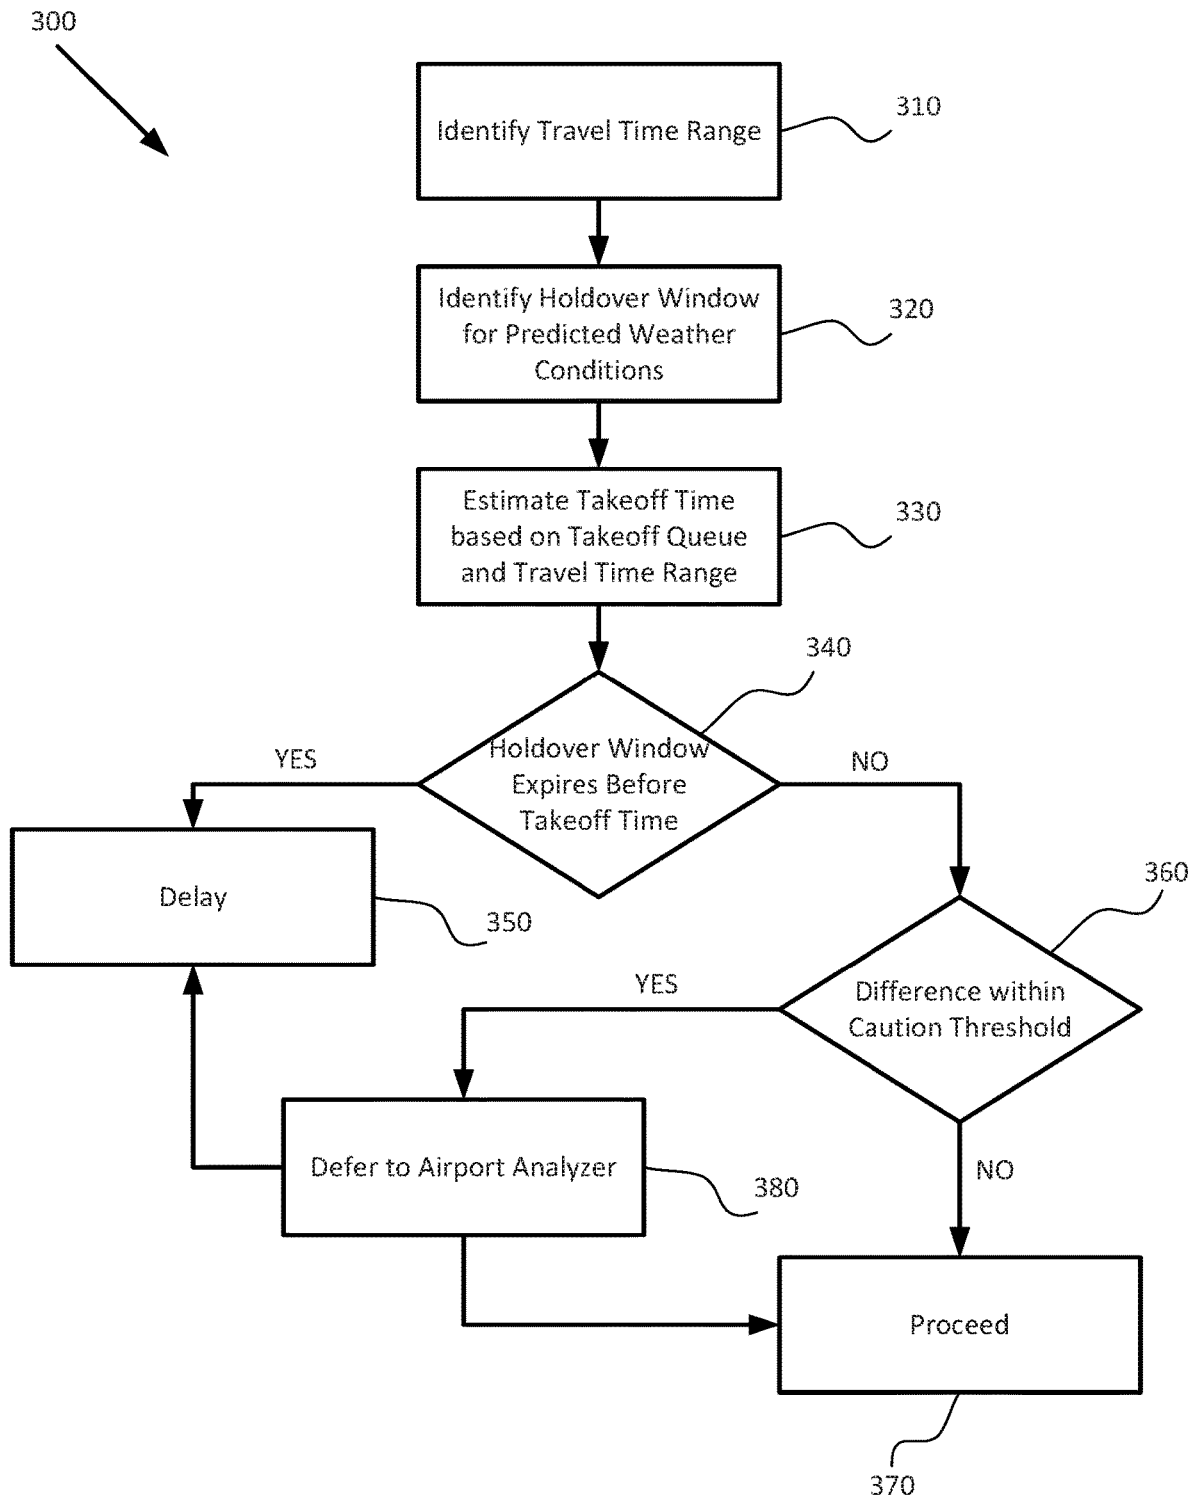 300
Identify Travel Time Range
310
Identify Holdover Window
for Predicted Weather
Conditions
320
Estimate Takeoff Time
based on Takeoff Queue
and Travel Time Range
330
340
Holdover Window
Expires Before
Takeoff Time
YES
NO
Delay
350
360
Difference within
Caution Threshold
YES
NO
Defer to Airport Analyzer
380
Proceed
370